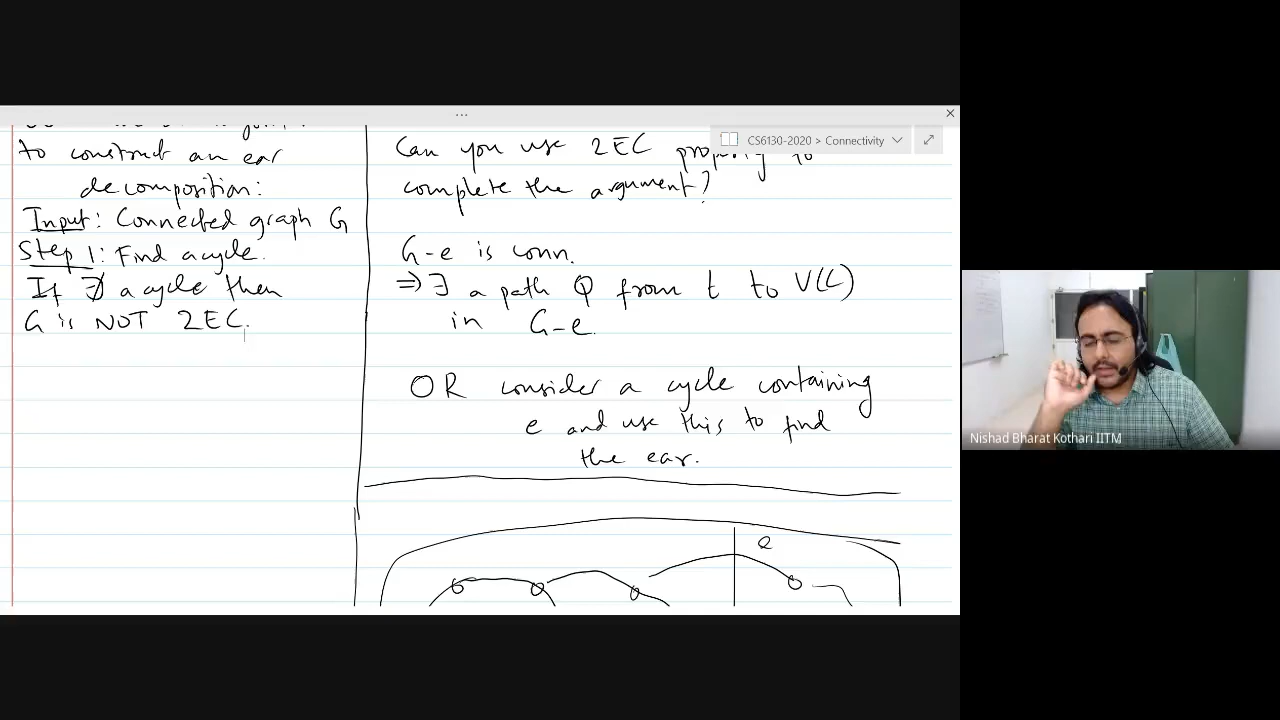 to construct an ear
decomposition:
Input: Connected graph G
Step 1: Find a cycle.
If ∄ a cycle then
G is NOT 2EC.
CS6130-2020 > Connectivity
Can you use 2EC property to
complete the argument?
G-e is conn.
⇒ ∃ a path Q from t to V(C)
in G-e.
OR consider a cycle containing
e and use this to find
the ear.
e
Nishad Bharat Kothari IITM